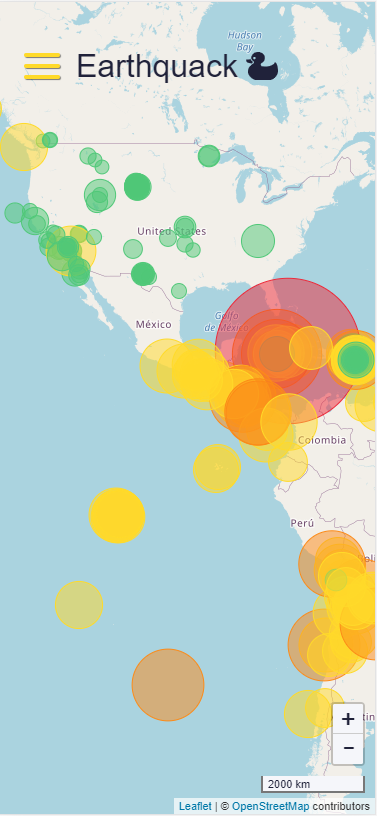 Hudson
Bay
Earthquack
United States
Golfo
de México
México
Colombia
Perú
+
−
2000 km
Leaflet | © OpenStreetMap contributors